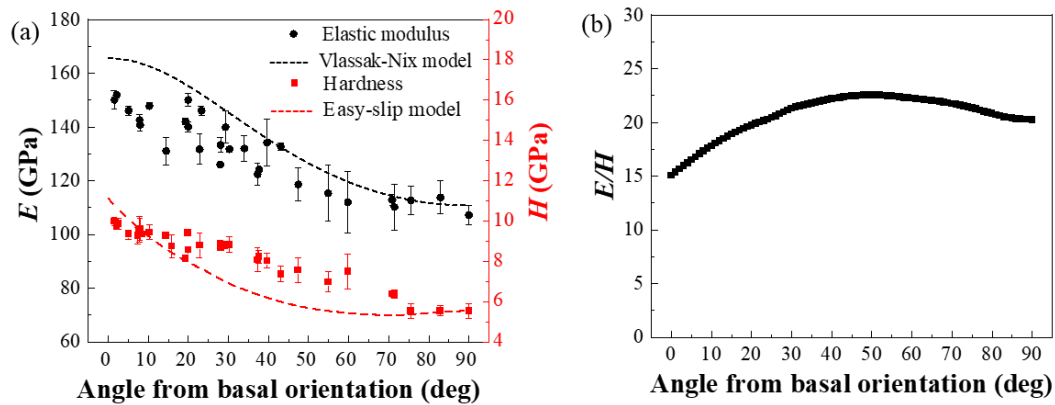 (a)
180
160
140
120
100
80
60
E (GPa)
Elastic modulus
Vlassak-Nix model
Hardness
Easy-slip model
20
18
16
14
12
10
8
6
4
H (GPa)
0 10 20 30 40 50 60 70 80 90
Angle from basal orientation (deg)
(b)
30
25
20
15
10
5
0
E/H
0 10 20 30 40 50 60 70 80 90
Angle from basal orientation (deg)